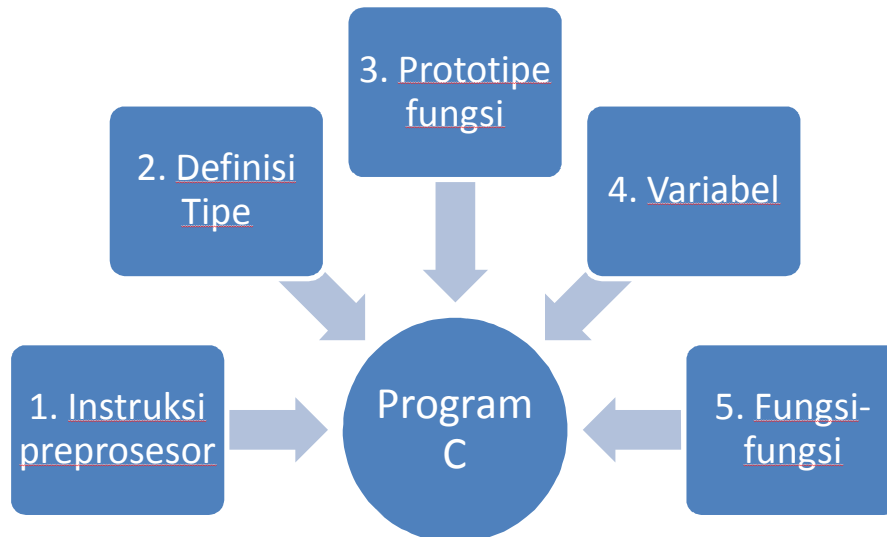 1. Instruksi
preprosesor
2. Definisi
Tipe
3. Prototipe
fungsi
4. Variabel
5. Fungsi-
fungsi
Program
C